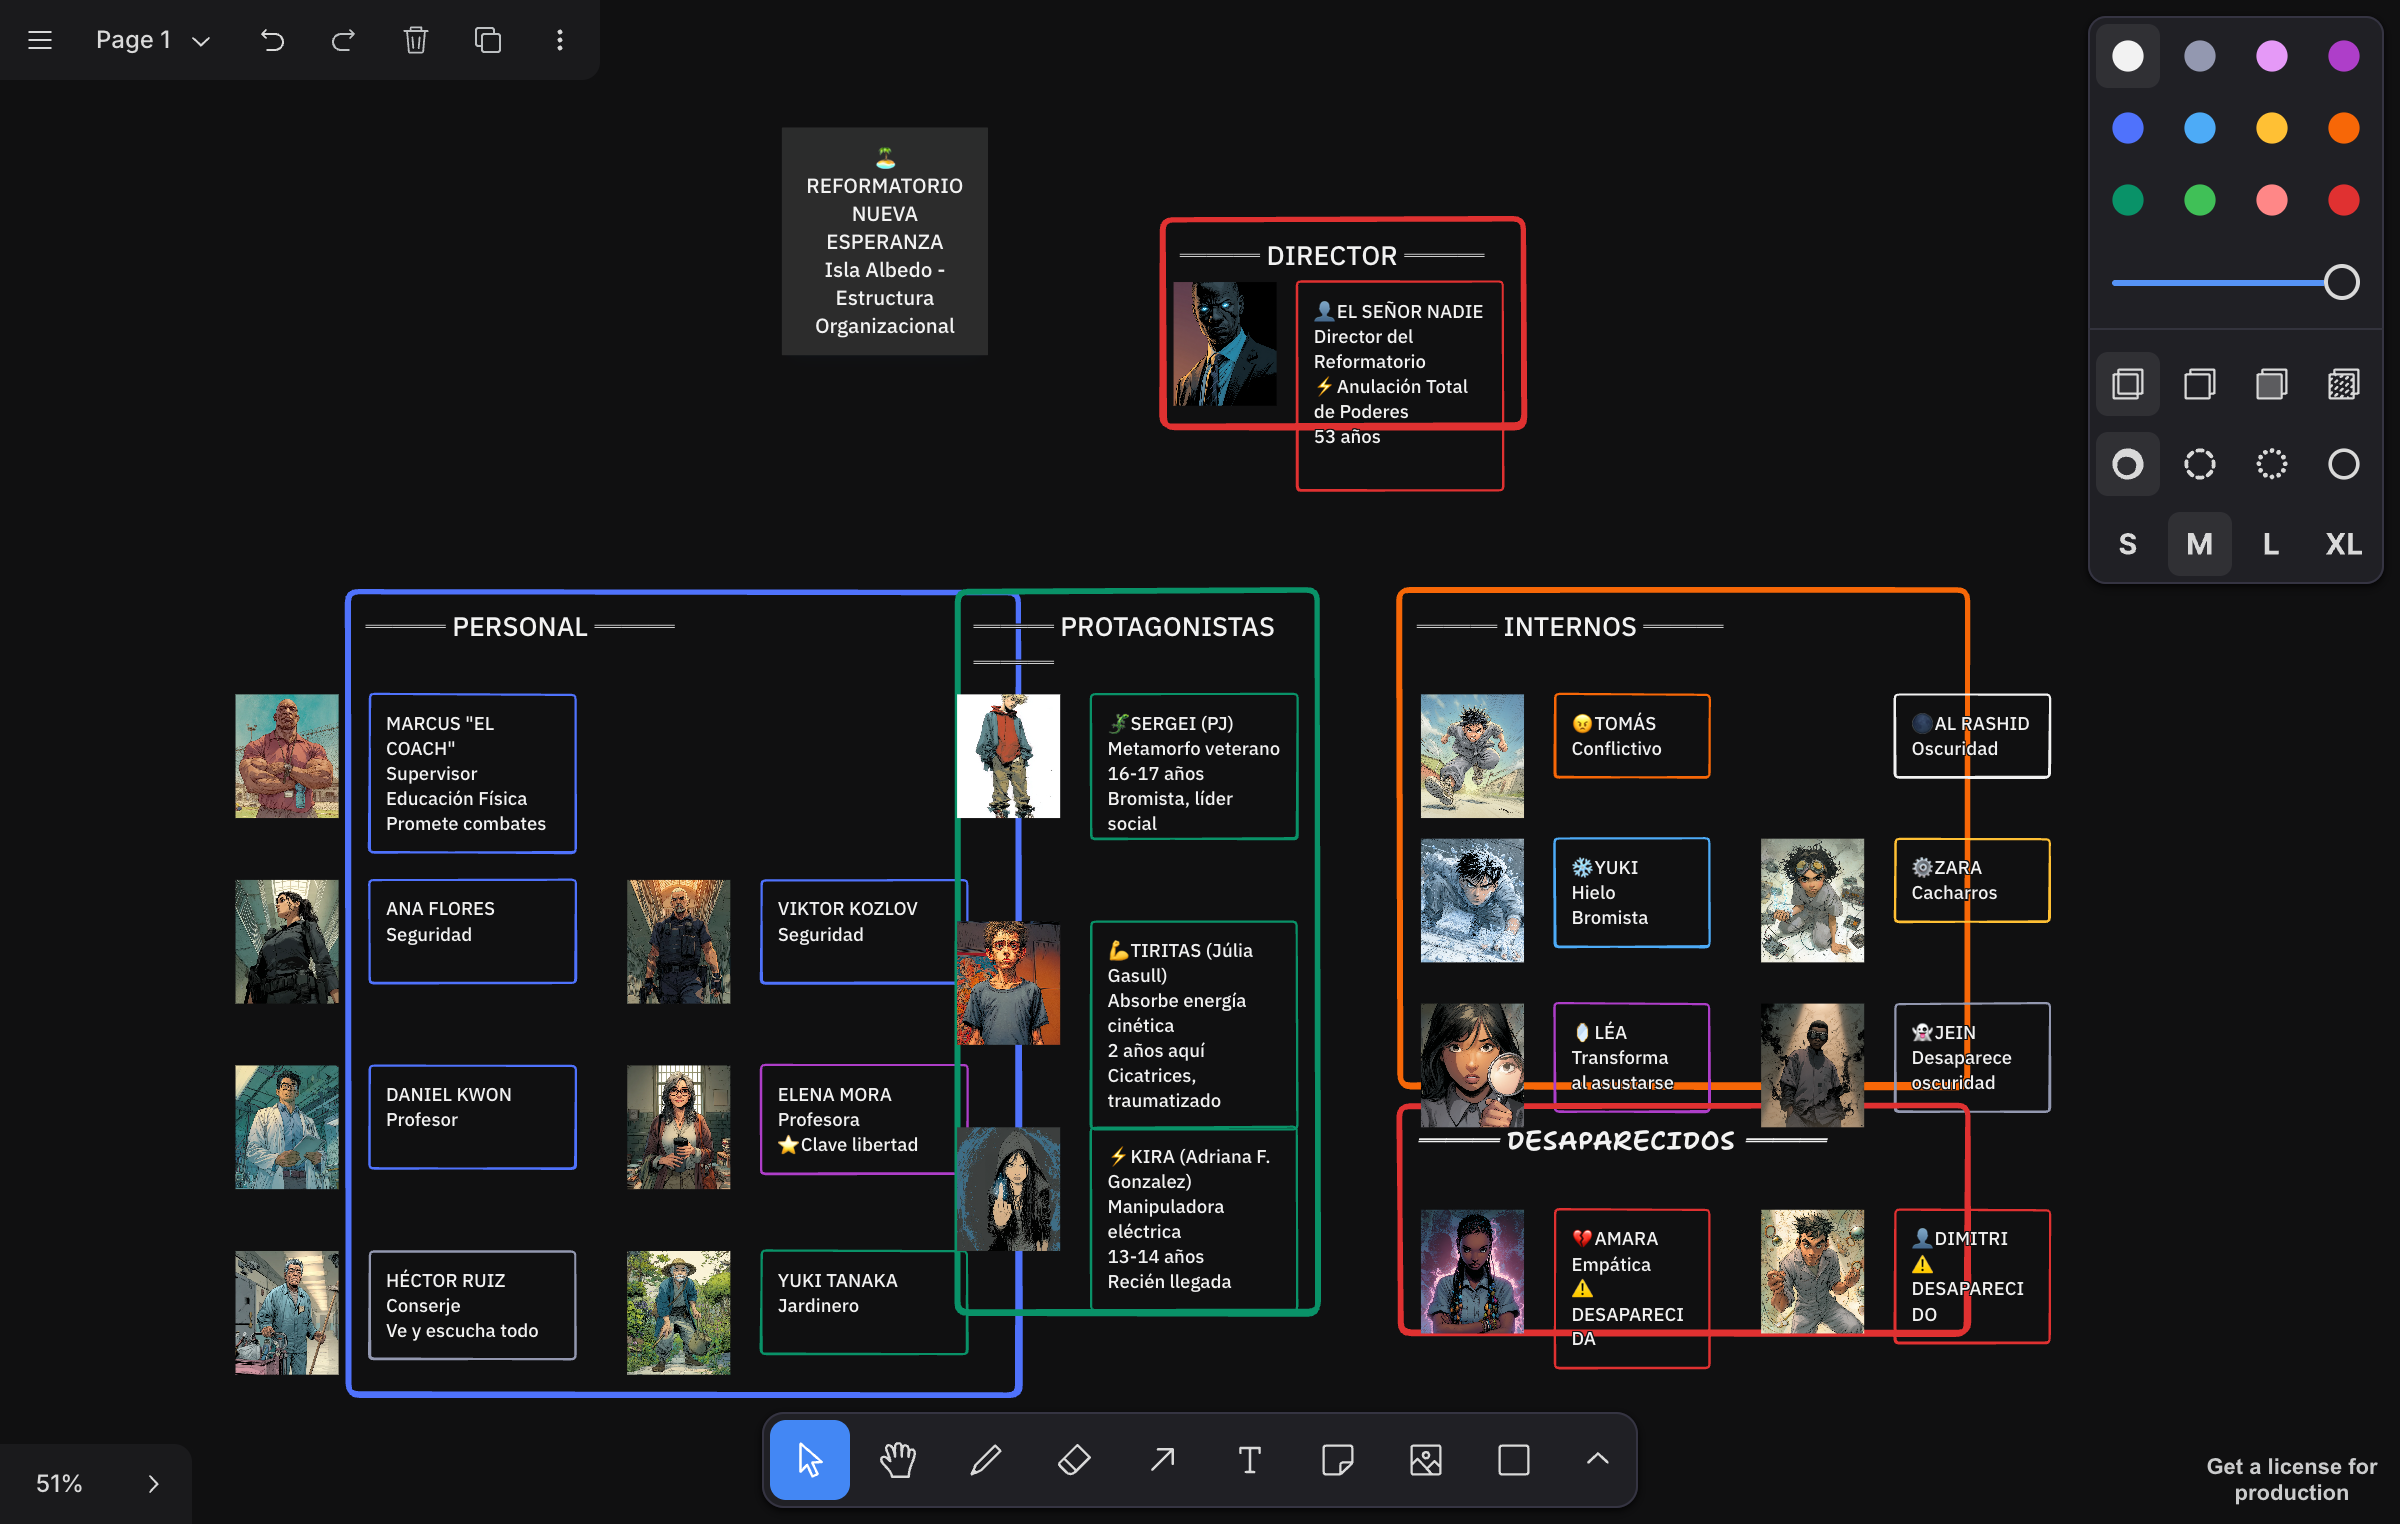 Page 1
🏝️
REFORMATORIO
NUEVA
ESPERANZA
Isla Albedo -
Estructura
Organizacional
═════ DIRECTOR ═════
👤EL SEÑOR NADIE
Director del
Reformatorio
⚡Anulación Total
de Poderes
53 años
═════ PERSONAL ═════
MARCUS "EL
COACH"
Supervisor
Educación Física
Promete combates
ANA FLORES
Seguridad
VIKTOR KOZLOV
Seguridad
DANIEL KWON
Profesor
ELENA MORA
Profesora
⭐Clave libertad
HÉCTOR RUIZ
Conserje
Ve y escucha todo
YUKI TANAKA
Jardinero
═════ PROTAGONISTAS
═════
🦎SERGEI (PJ)
Metamorfo veterano
16-17 años
Bromista, líder
social
💪TIRITAS (Júlia
Gasull)
Absorbe energía
cinética
2 años aquí
Cicatrices,
traumatizado
⚡KIRA (Adriana F.
Gonzalez)
Manipuladora
eléctrica
13-14 años
Recién llegada
═════ INTERNOS ═════
😠TOMÁS
Conflictivo
🌑AL RASHID
Oscuridad
❄️YUKI
Hielo
Bromista
⚙️ZARA
Cacharros
🪞LÉA
Transforma
al asustarse
👻JEIN
Desaparece
oscuridad
═════ DESAPARECIDOS ═════
💔AMARA
Empática
⚠️
DESAPARECI
DA
👤DIMITRI
⚠️
DESAPARECI
DO
S M L XL
51%
Get a license for
production